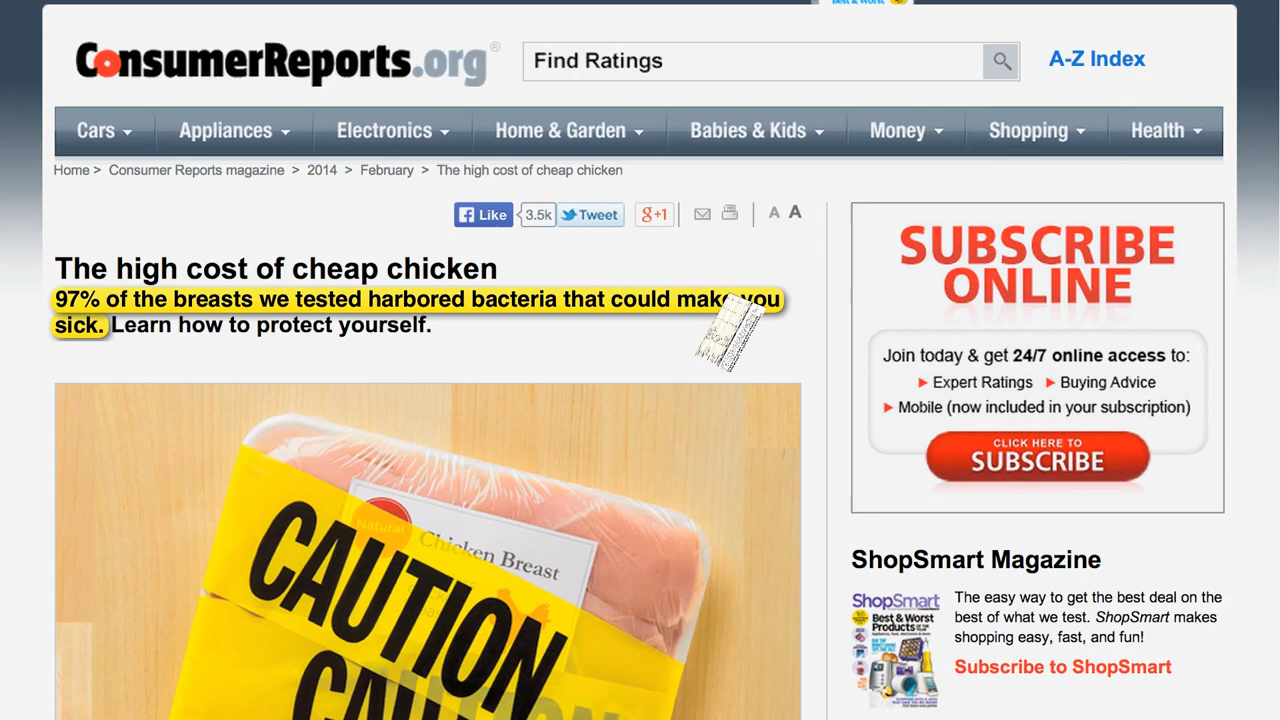 Best & Worst
ConsumerReports.org®
Find Ratings
A-Z Index
Cars
Appliances
Electronics
Home & Garden
Babies & Kids
Money
Shopping
Health
Home > Consumer Reports magazine > 2014 > February > The high cost of cheap chicken
Like
3.5k
Tweet
g+1
A A
The high cost of cheap chicken
97% of the breasts we tested harbored bacteria that could make you
sick. Learn how to protect yourself.
SUBSCRIBE
ONLINE
Join today & get 24/7 online access to:
Expert Ratings
Buying Advice
Mobile (now included in your subscription)
CLICK HERE TO
SUBSCRIBE
Natural
Chicken Breast
CAUTION
ShopSmart Magazine
ShopSmart
Best & Worst
Products
The easy way to get the best deal on the
best of what we test. ShopSmart makes
shopping easy, fast, and fun!
Subscribe to ShopSmart